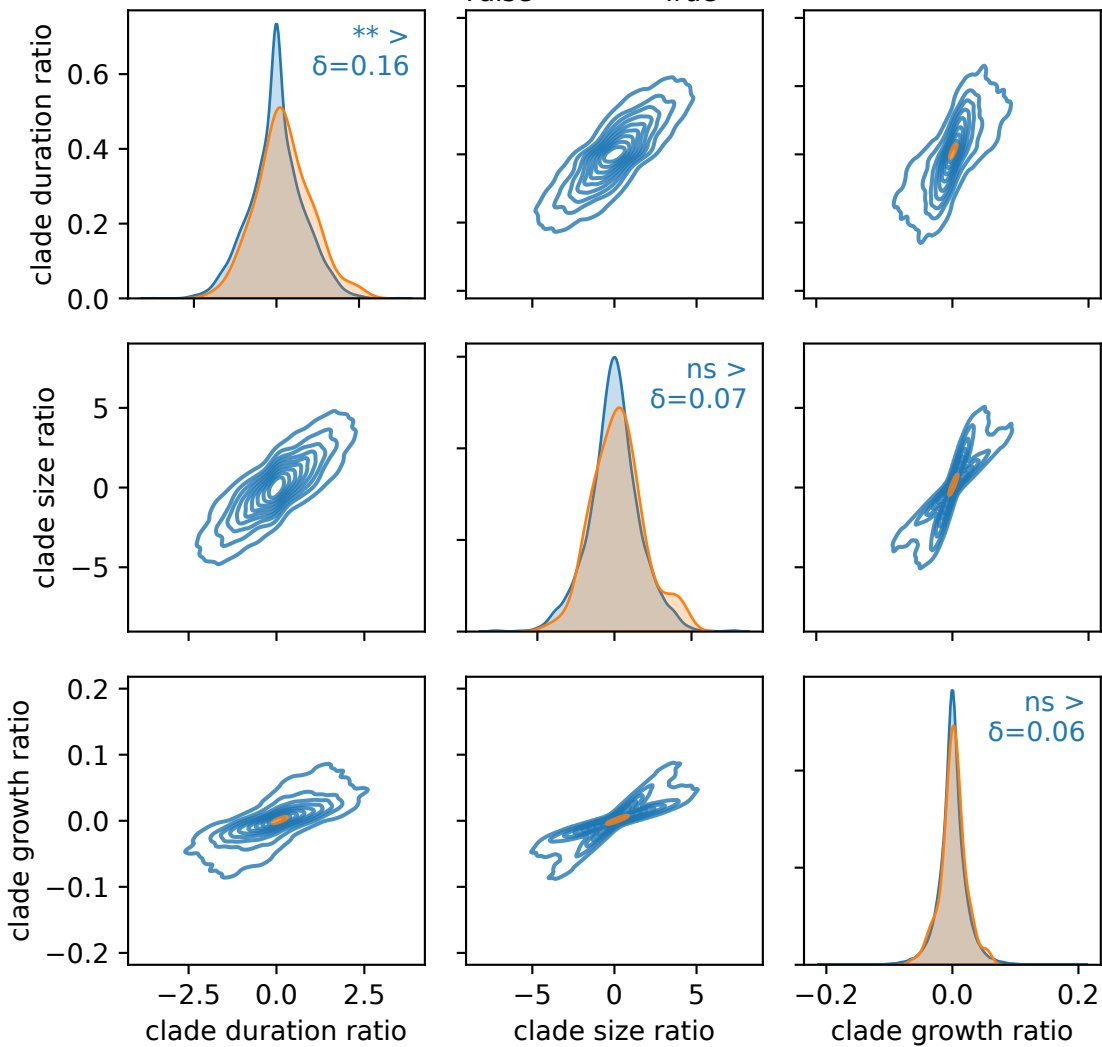 ** >
δ=0.16
clade duration ratio
0.6
0.4
0.2
0.0
ns >
δ=0.07
clade size ratio
5
0
−5
ns >
δ=0.06
clade growth ratio
0.2
0.1
0.0
−0.1
−0.2
−2.5 0.0 2.5
−5 0 5
−0.2 0.0 0.2
clade duration ratio
clade size ratio
clade growth ratio